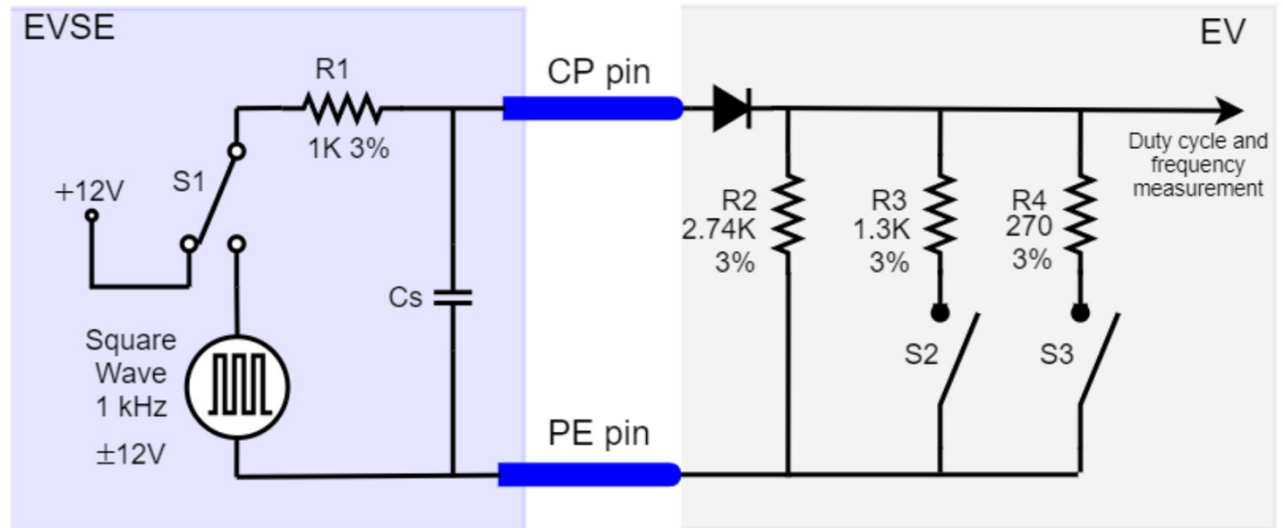 EVSE
EV
R1
1K 3%
CP pin
S1
+12V
Duty cycle and
frequency
measurement
R2
2.74K
3%
R3
1.3K
3%
R4
270
3%
Cs
S2
S3
Square
Wave
1 kHz
±12V
PE pin